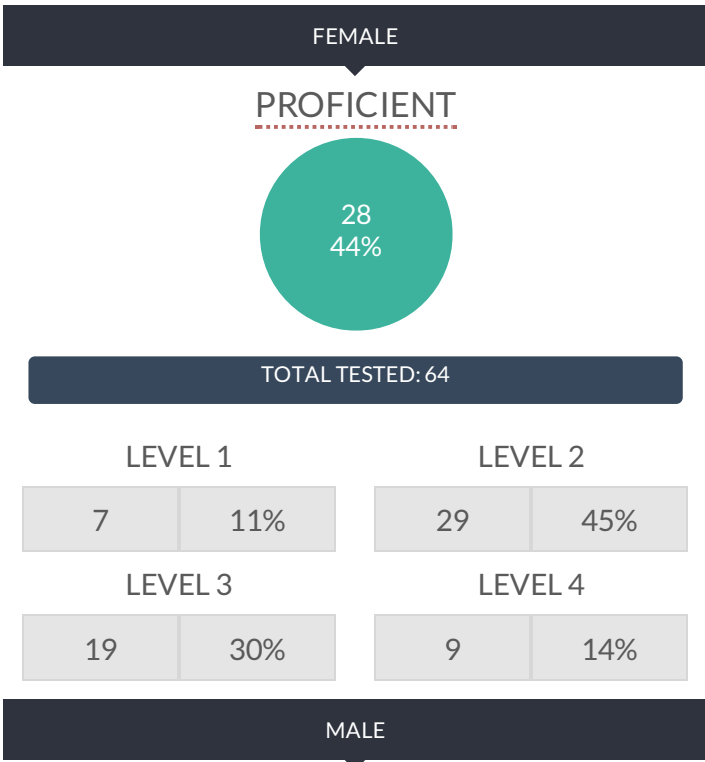 FEMALE
PROFICIENT
28
44%
TOTAL TESTED: 64
LEVEL 1
LEVEL 2
7 11%
29 45%
LEVEL 3
LEVEL 4
19 30%
9 14%
MALE